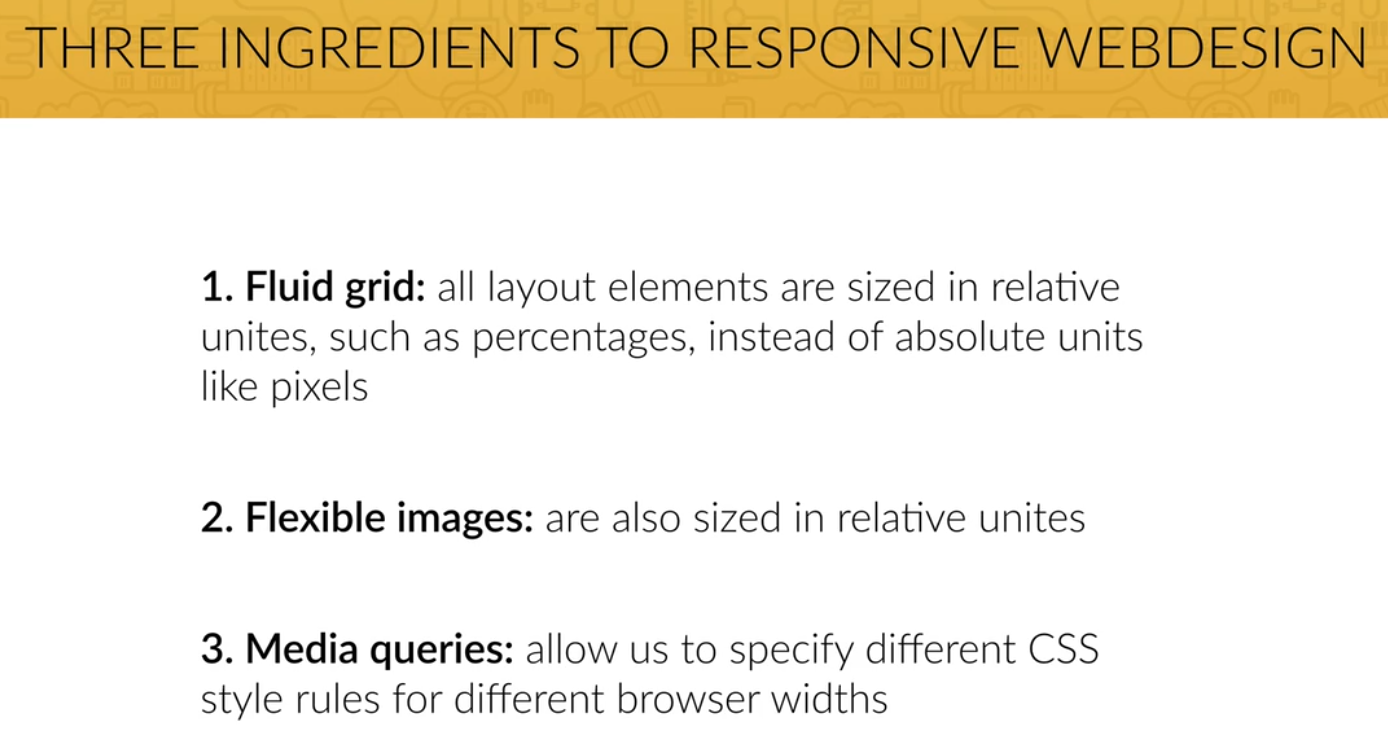 THREE INGREDIENTS TO RESPONSIVE WEBDESIGN
1. Fluid grid: all layout elements are sized in relative
unites, such as percentages, instead of absolute units
like pixels
2. Flexible images: are also sized in relative unites
3. Media queries: allow us to specify different CSS
style rules for different browser widths